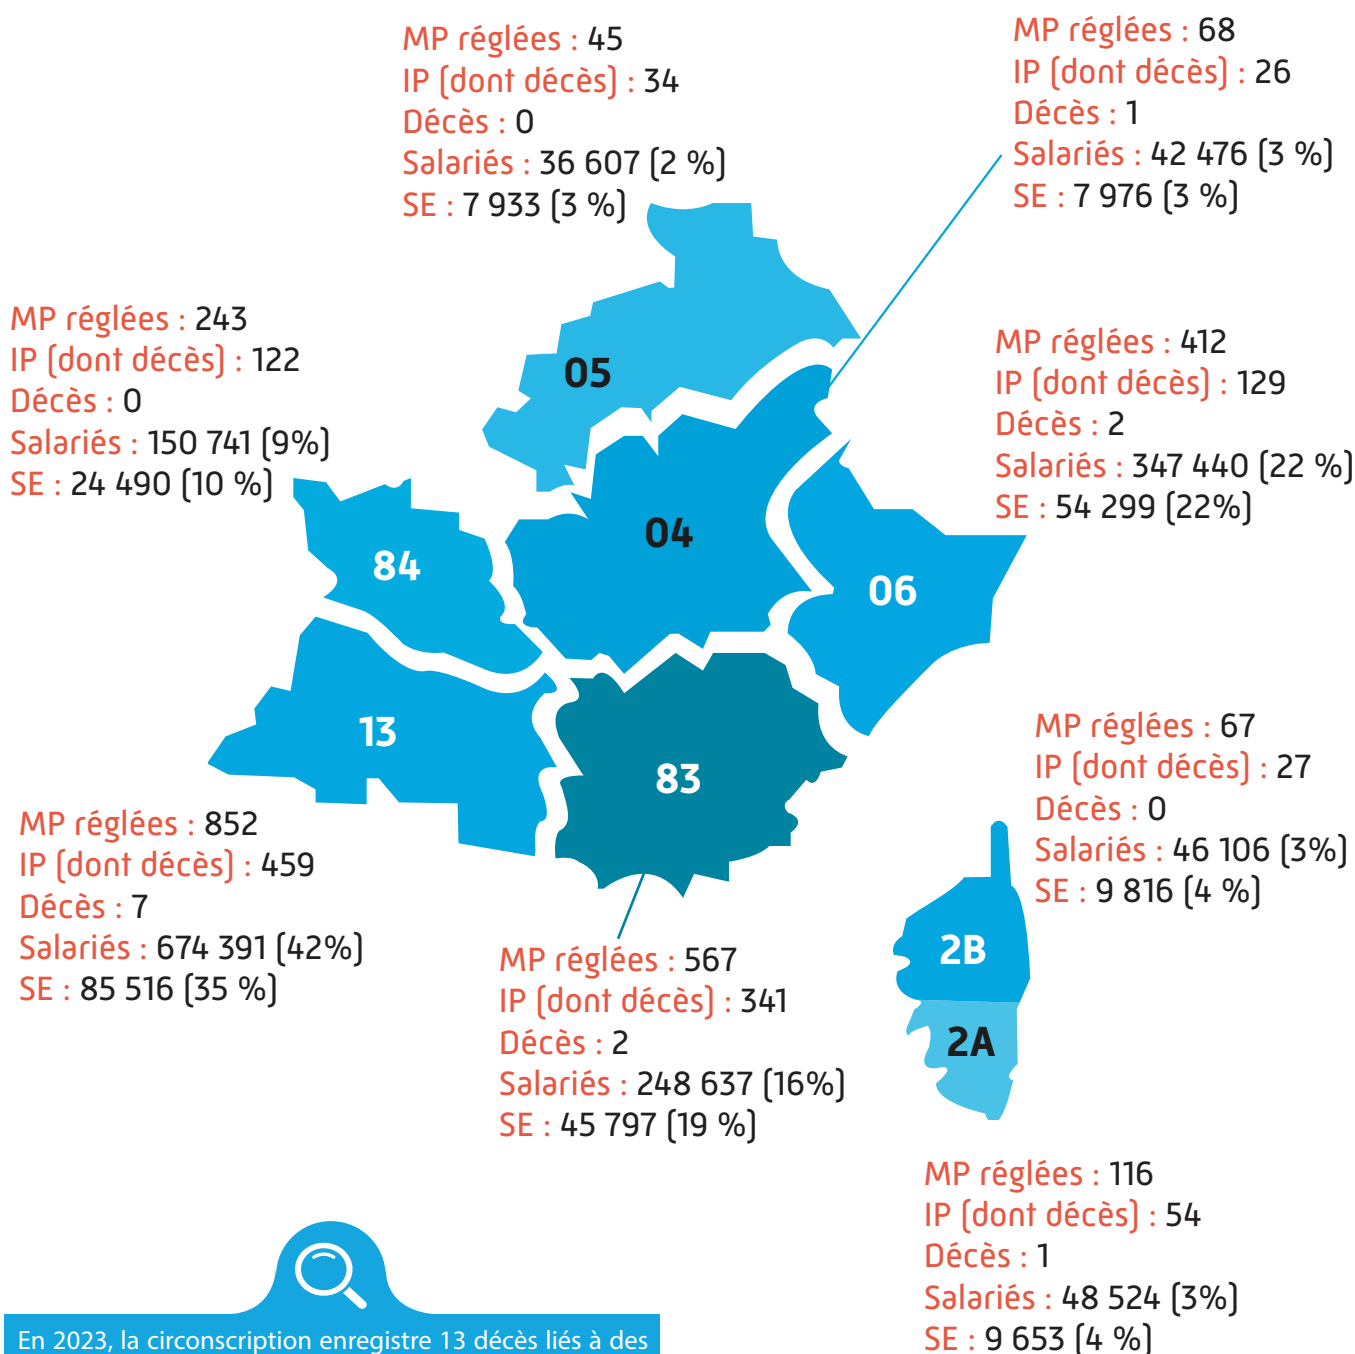 MP réglées : 45
IP (dont décès) : 34
Décès : 0
Salariés : 36 607 (2 %)
SE : 7 933 (3 %)
MP réglées : 68
IP (dont décès) : 26
Décès : 1
Salariés : 42 476 (3 %)
SE : 7 976 (3 %)
MP réglées : 243
IP (dont décès) : 122
Décès : 0
Salariés : 150 741 (9%)
SE : 24 490 (10 %)
MP réglées : 412
IP (dont décès) : 129
Décès : 2
Salariés : 347 440 (22 %)
SE : 54 299 (22%)
05
04
84
06
13
83
MP réglées : 67
IP (dont décès) : 27
Décès : 0
Salariés : 46 106 (3%)
SE : 9 816 (4 %)
MP réglées : 852
IP (dont décès) : 459
Décès : 7
Salariés : 674 391 (42%)
SE : 85 516 (35 %)
MP réglées : 567
IP (dont décès) : 341
Décès : 2
Salariés : 248 637 (16%)
SE : 45 797 (19 %)
2B
2A
MP réglées : 116
IP (dont décès) : 54
Décès : 1
Salariés : 48 524 (3%)
SE : 9 653 (4 %)
En 2023, la circonscription enregistre 13 décès liés à des